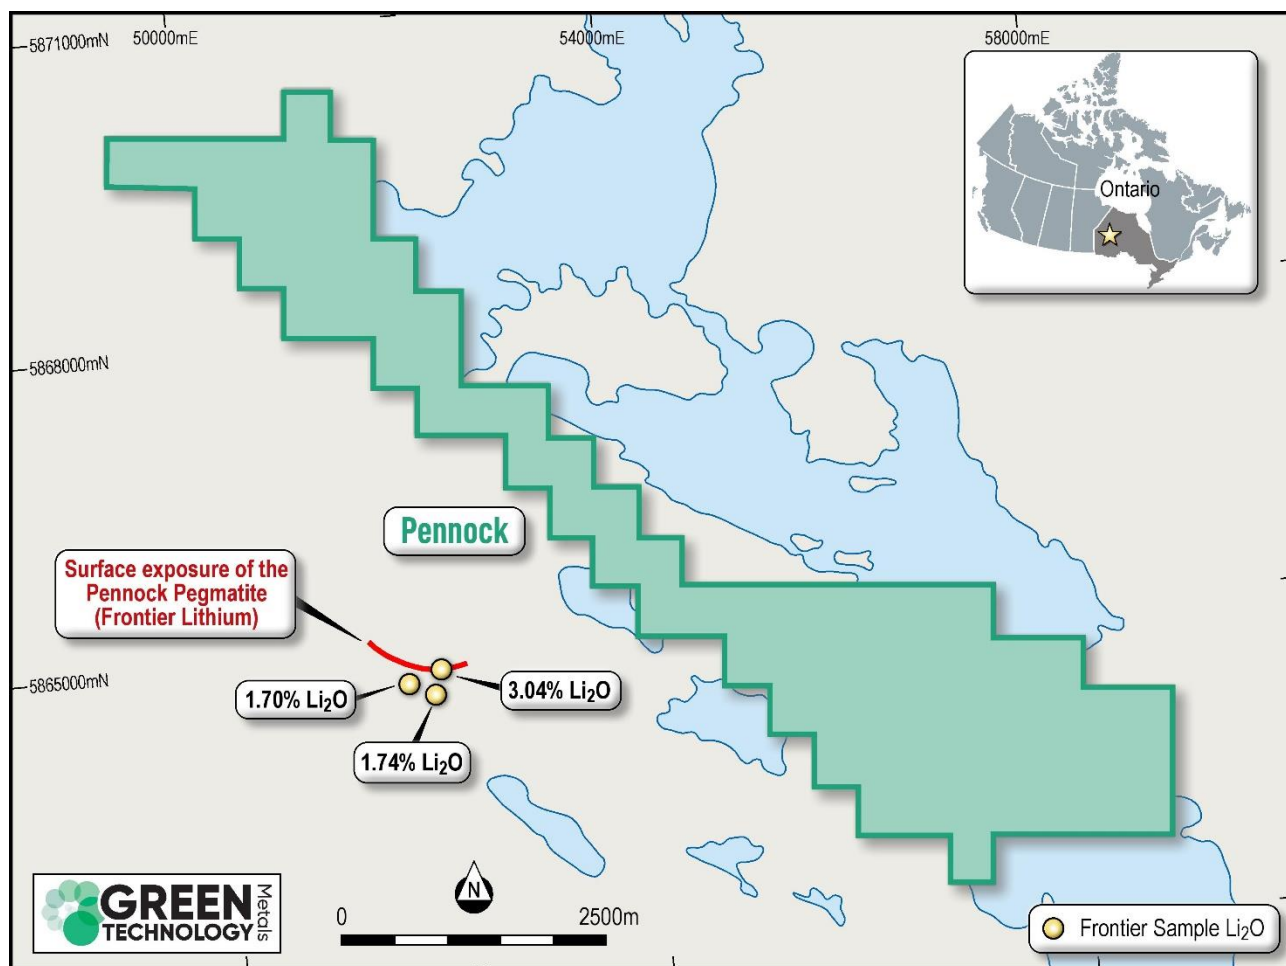 50000mE
54000mE
58000mE
5871000mN
5868000mN
5865000mN
Ontario
Pennock
Surface exposure of the
Pennock Pegmatite
(Frontier Lithium)
1.70% Li₂O
3.04% Li₂O
1.74% Li₂O
GREEN
TECHNOLOGY
Metals
N
0 2500m
Frontier Sample Li₂O